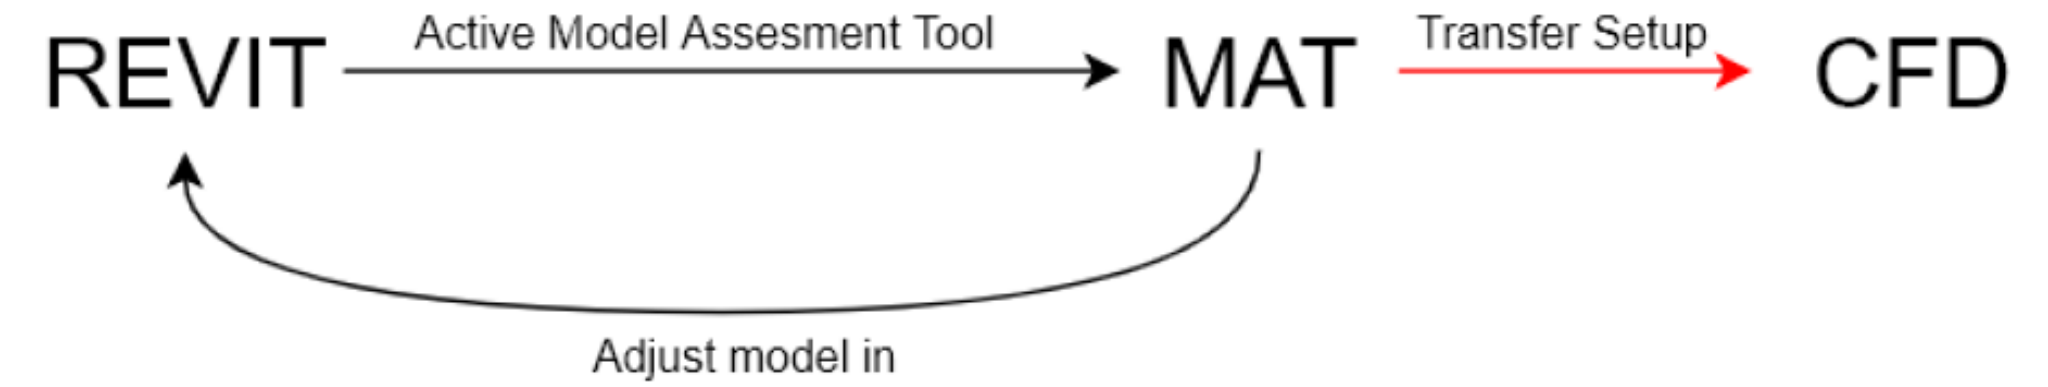 REVIT
Active Model Assesment Tool
MAT
Transfer Setup
CFD
Adjust model in